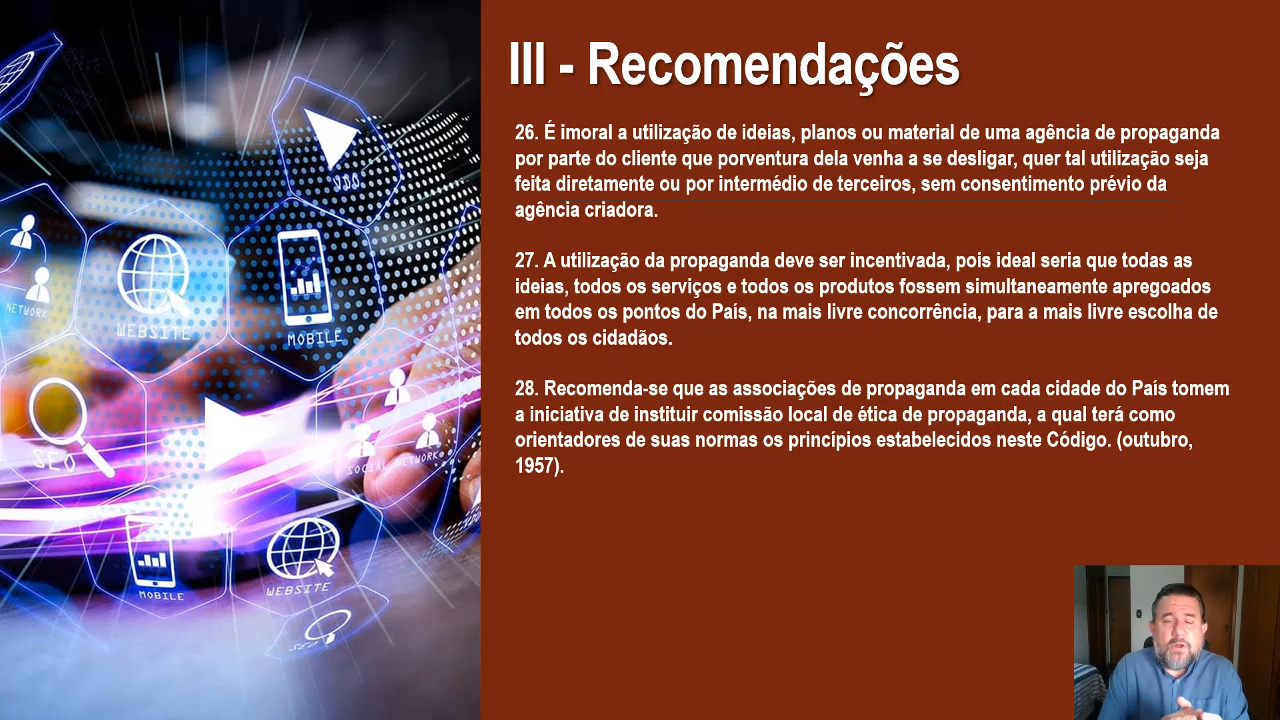 III - Recomendações
26. É imoral a utilização de ideias, planos ou material de uma agência de propaganda
por parte do cliente que porventura dela venha a se desligar, quer tal utilização seja
feita diretamente ou por intermédio de terceiros, sem consentimento prévio da
agência criadora.
27. A utilização da propaganda deve ser incentivada, pois ideal seria que todas as
ideias, todos os serviços e todos os produtos fossem simultaneamente apregoados
em todos os pontos do País, na mais livre concorrência, para a mais livre escolha de
todos os cidadãos.
28. Recomenda-se que as associações de propaganda em cada cidade do País tomem
a iniciativa de instituir comissão local de ética de propaganda, a qual terá como
orientadores de suas normas os princípios estabelecidos neste Código. (outubro,
1957).
NETWORK
WEBSITE
MOBILE
SEO
SOCIAL NETWORK
MOBILE
WEBSITE
SEO